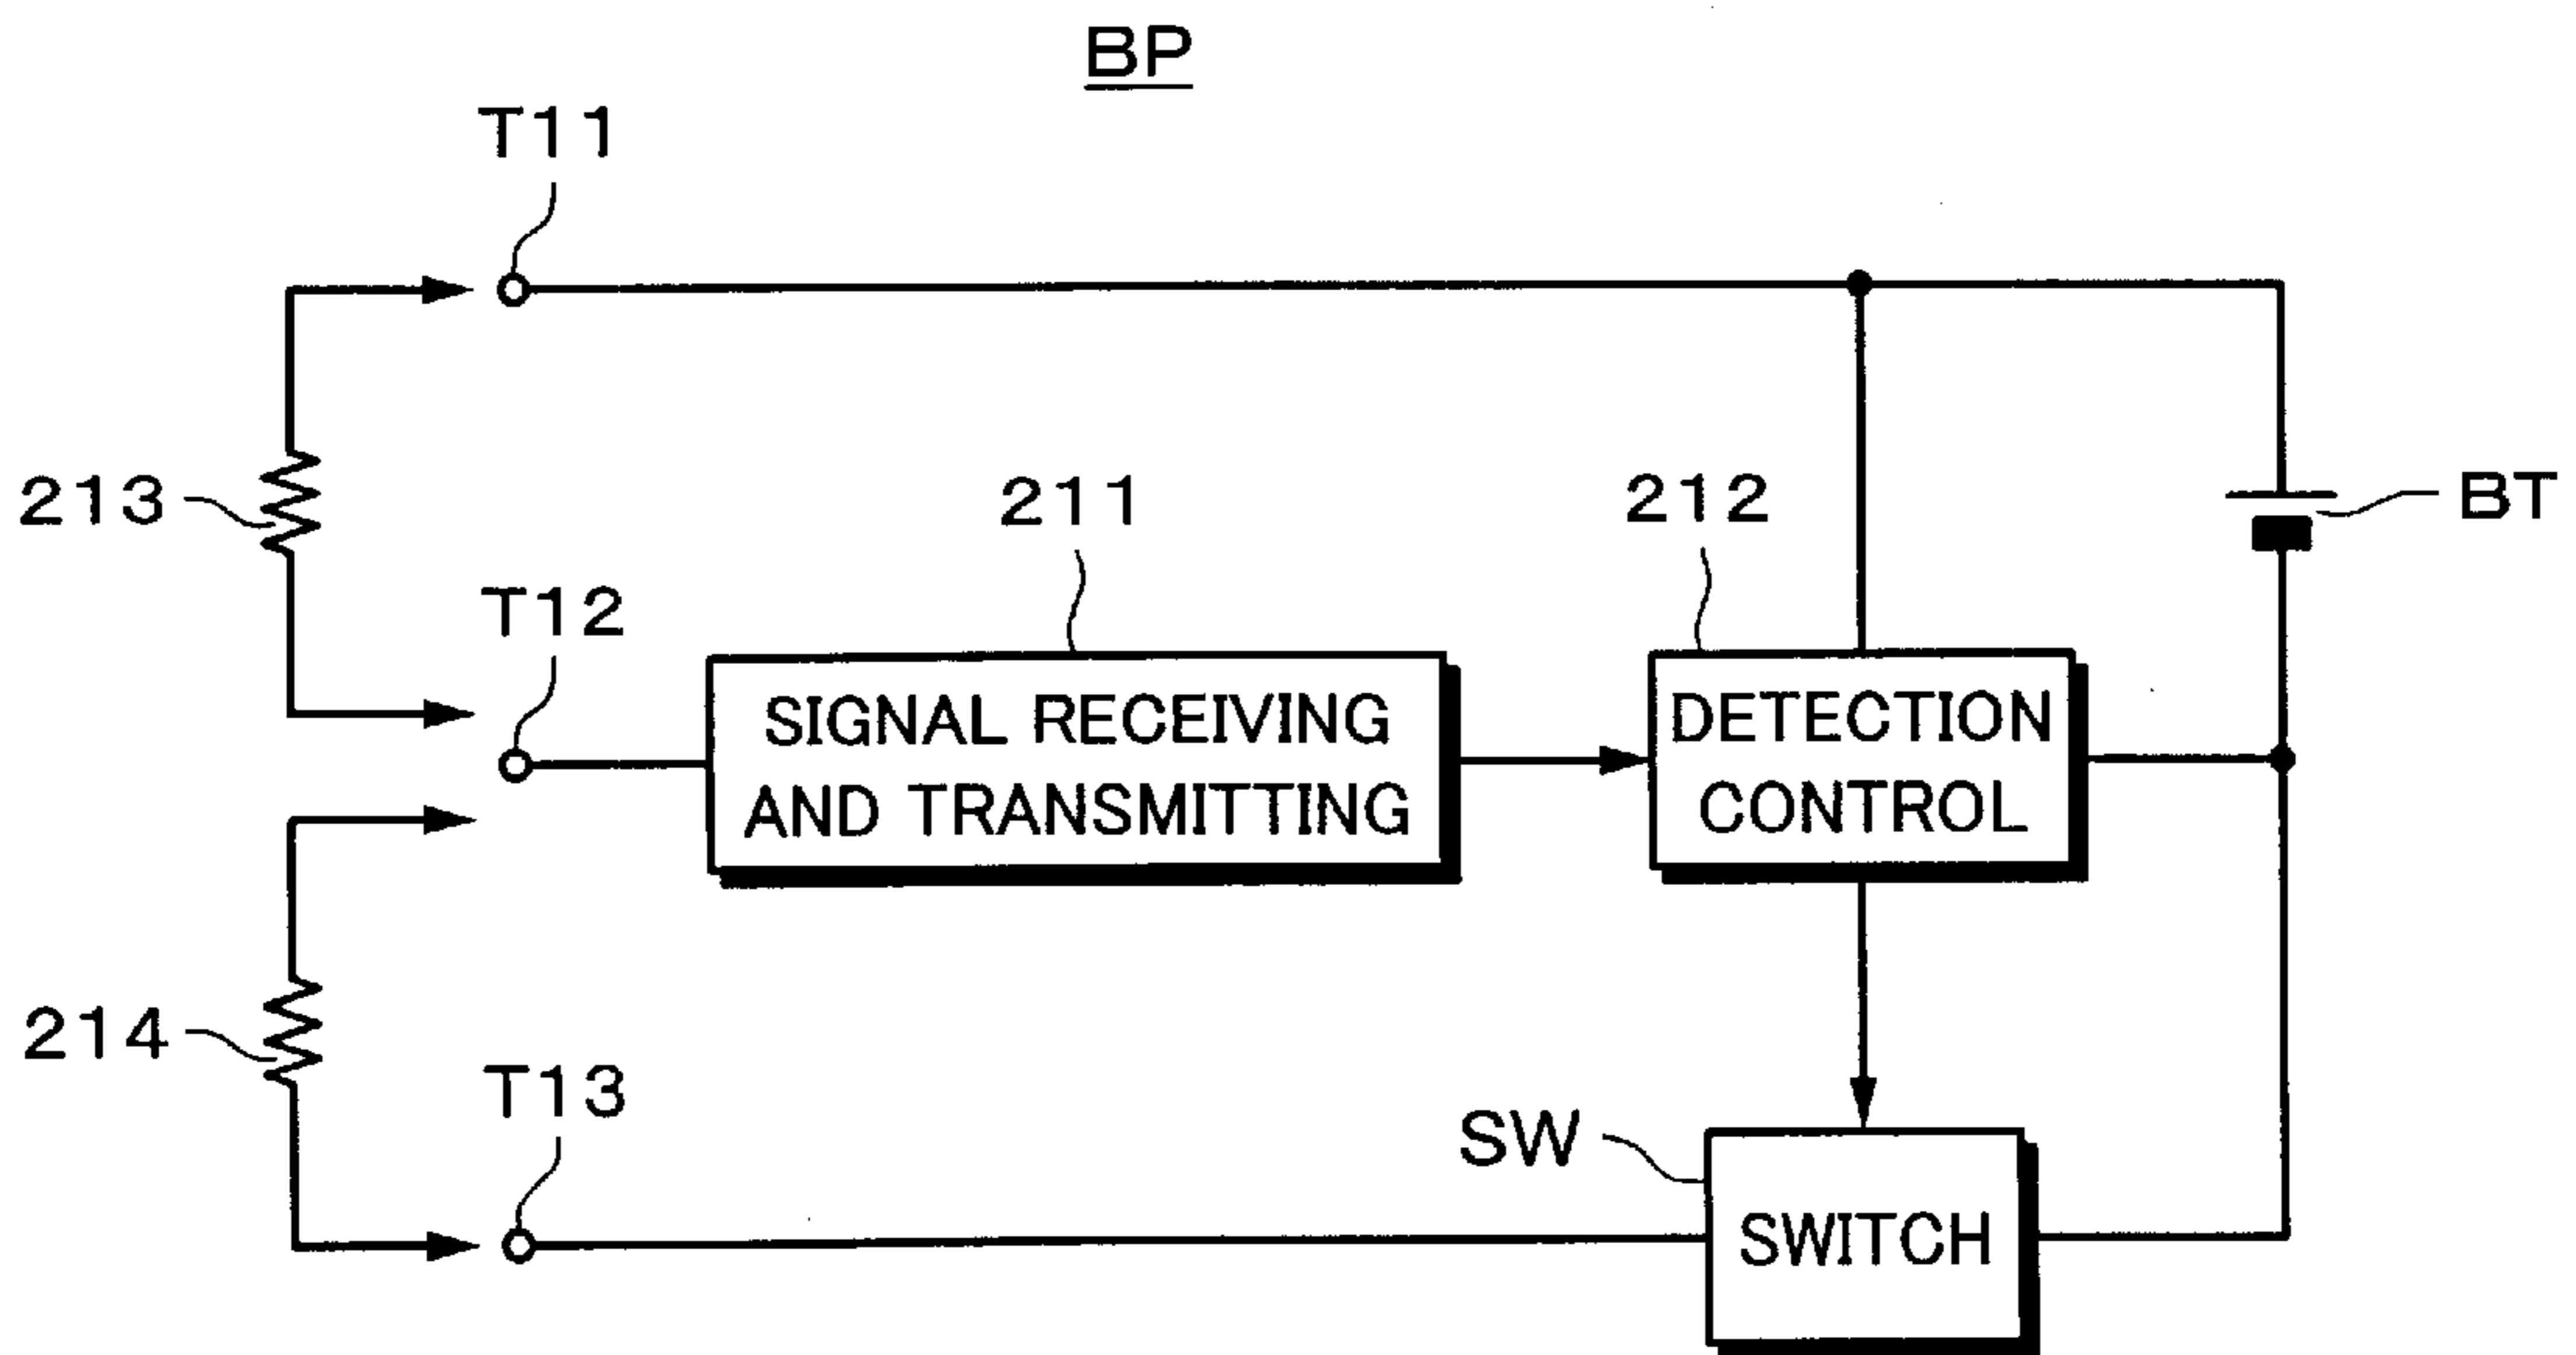 BP
T11
213
211
212
BT
T12
SIGNAL RECEIVING
AND TRANSMITTING
DETECTION
CONTROL
214
T13
SW
SWITCH